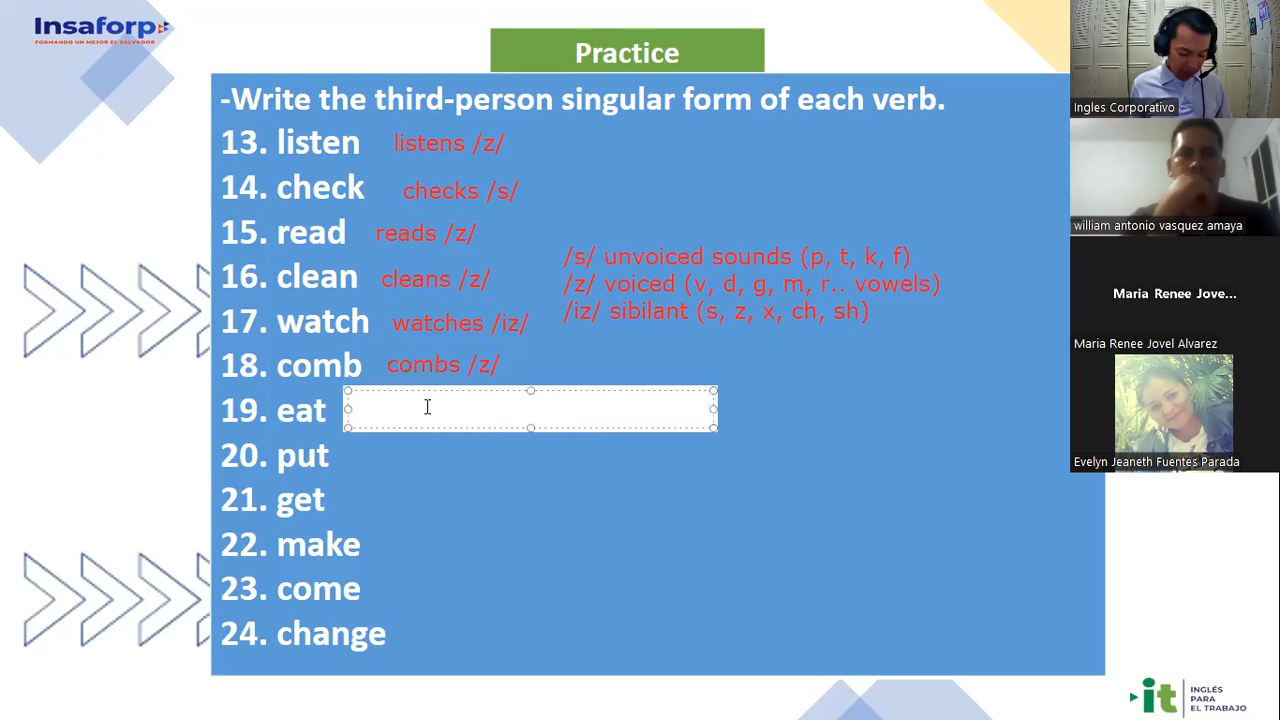 Insaforp
FORMANDO UN MEJOR EL SALVADOR
Practice
-Write the third-person singular form of each verb.
13. listen listens /z/
14. check checks /s/
15. read reads /z/
16. clean cleans /z/
17. watch watches /iz/
18. comb combs /z/
19. eat
20. put
21. get
22. make
23. come
24. change
/s/ unvoiced sounds (p, t, k, f)
/z/ voiced (v, d, g, m, r.. vowels)
/iz/ sibilant (s, z, x, ch, sh)
Ingles Corporativo
william antonio vasquez amaya
Maria Renee Jove...
Maria Renee Jovel Alvarez
Evelyn Jeaneth Fuentes Parada
it
INGLÉS
PARA
EL TRABAJO